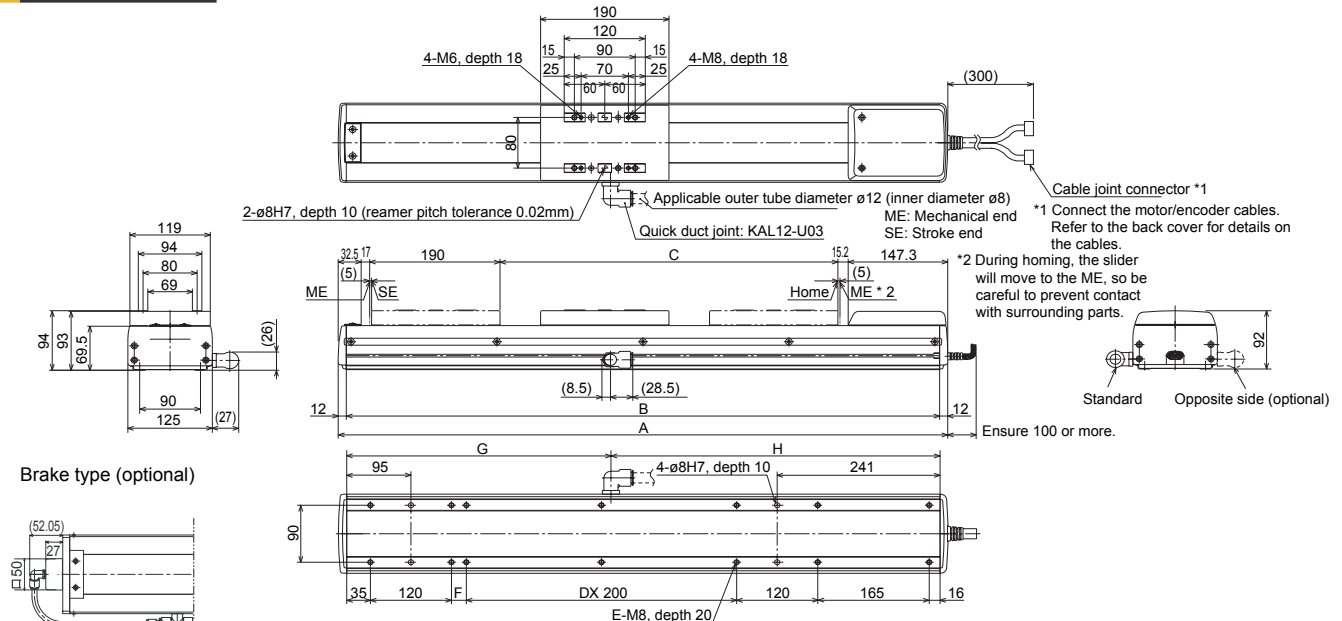 190
120
15 90 15
4-M6, depth 18
4-M8, depth 18
25 70 25
60 60
(300)
80
Cable joint connector *1
*1 Connect the motor/encoder cables.
Refer to the back cover for details on
the cables.
Applicable outer tube diameter ø12 (inner diameter ø8)
2-ø8H7, depth 10 (reamer pitch tolerance 0.02mm)
ME: Mechanical end
SE: Stroke end
Quick duct joint: KAL12-U03
*2 During homing, the slider
will move to the ME, so be
careful to prevent contact
with surrounding parts.
119
94
80
69
94
93
69.5
(26)
90
125
(27)
32.5 17 190 C 15.2 147.3
(5)
(5)
ME
SE
Home
ME * 2
(8.5)
(28.5)
12 B 12
A
Ensure 100 or more.
92
Standard
Opposite side (optional)
G H
95
4-ø8H7, depth 10
241
90
35 120 F DX 200 120 165 16
E-M8, depth 20
Brake type (optional)
(52.05)
27
□50